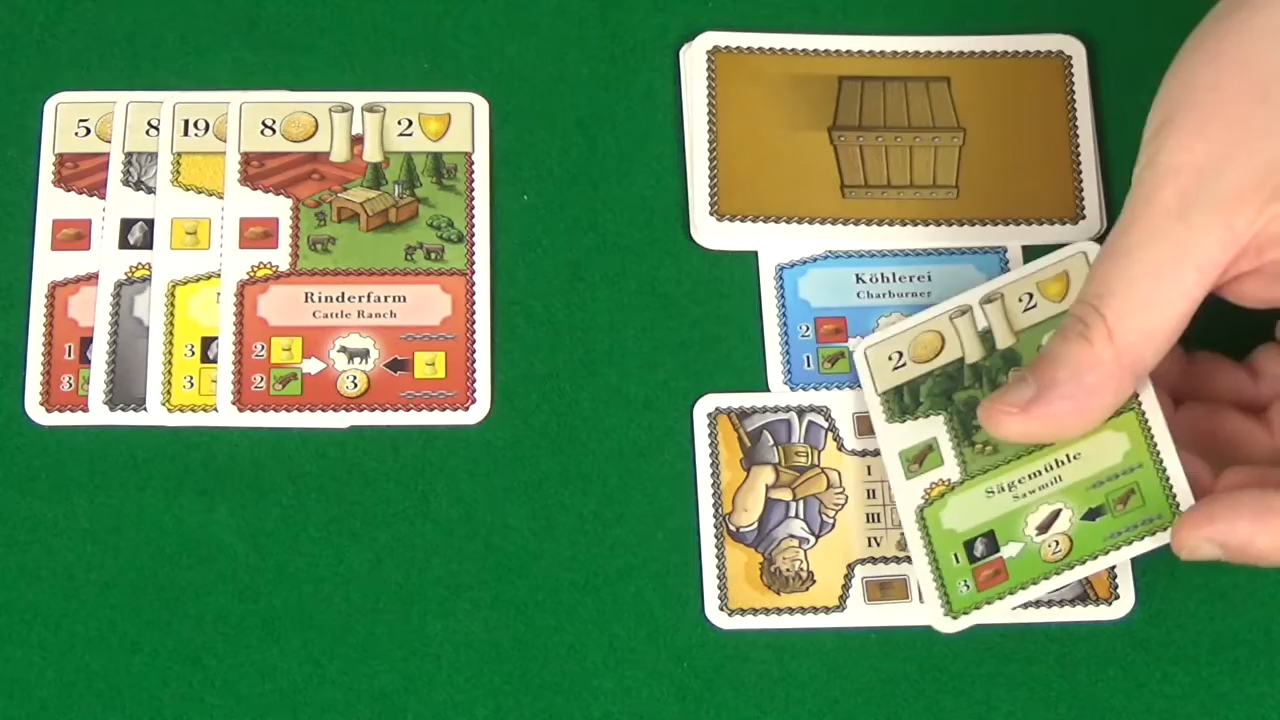 5
8
19
8 2
Rinderfarm
Cattle Ranch
1
3
3
3
2
2
3
Köhlerei
Charburner
2
1
2 2
Sägemühle
Sawmill
1
3
2
I
II
III
IV